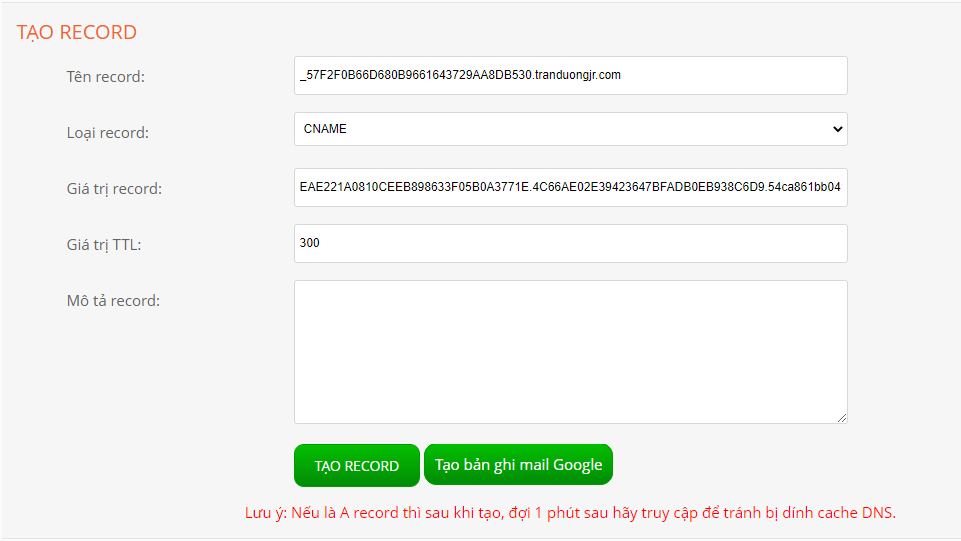 TẠO RECORD
Tên record:
_57F2F0B66D680B9661643729AA8DB530.tranduongjr.com
Loại record:
CNAME
Giá trị record:
EAE221A0810CEEB898633F05B0A3771E.4C66AE02E39423647BFADB0EB938C6D9.54ca861bb04
Giá trị TTL:
300
Mô tả record:
TẠO RECORD
Tạo bản ghi mail Google
Lưu ý: Nếu là A record thì sau khi tạo, đợi 1 phút sau hãy truy cập để tránh bị dính cache DNS.